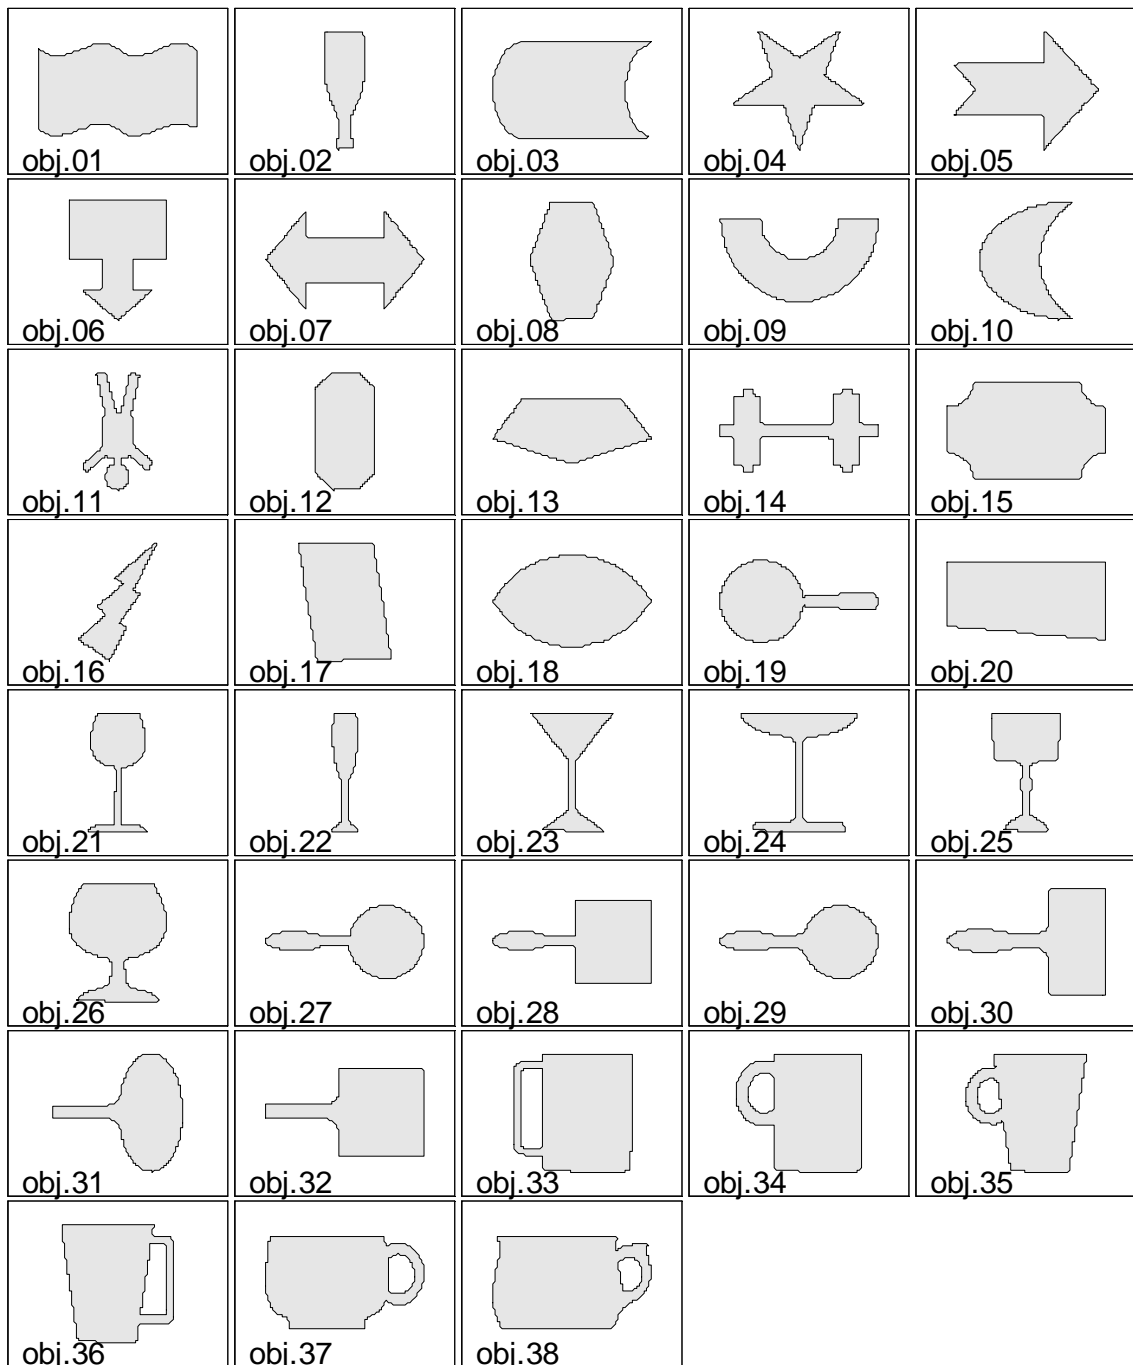 obj.01 obj.02 obj.03 obj.04 obj.05
obj.06 obj.07 obj.08 obj.09 obj.10
obj.11 obj.12 obj.13 obj.14 obj.15
obj.16 obj.17 obj.18 obj.19 obj.20
obj.21 obj.22 obj.23 obj.24 obj.25
obj.26 obj.27 obj.28 obj.29 obj.30
obj.31 obj.32 obj.33 obj.34 obj.35
obj.36 obj.37 obj.38